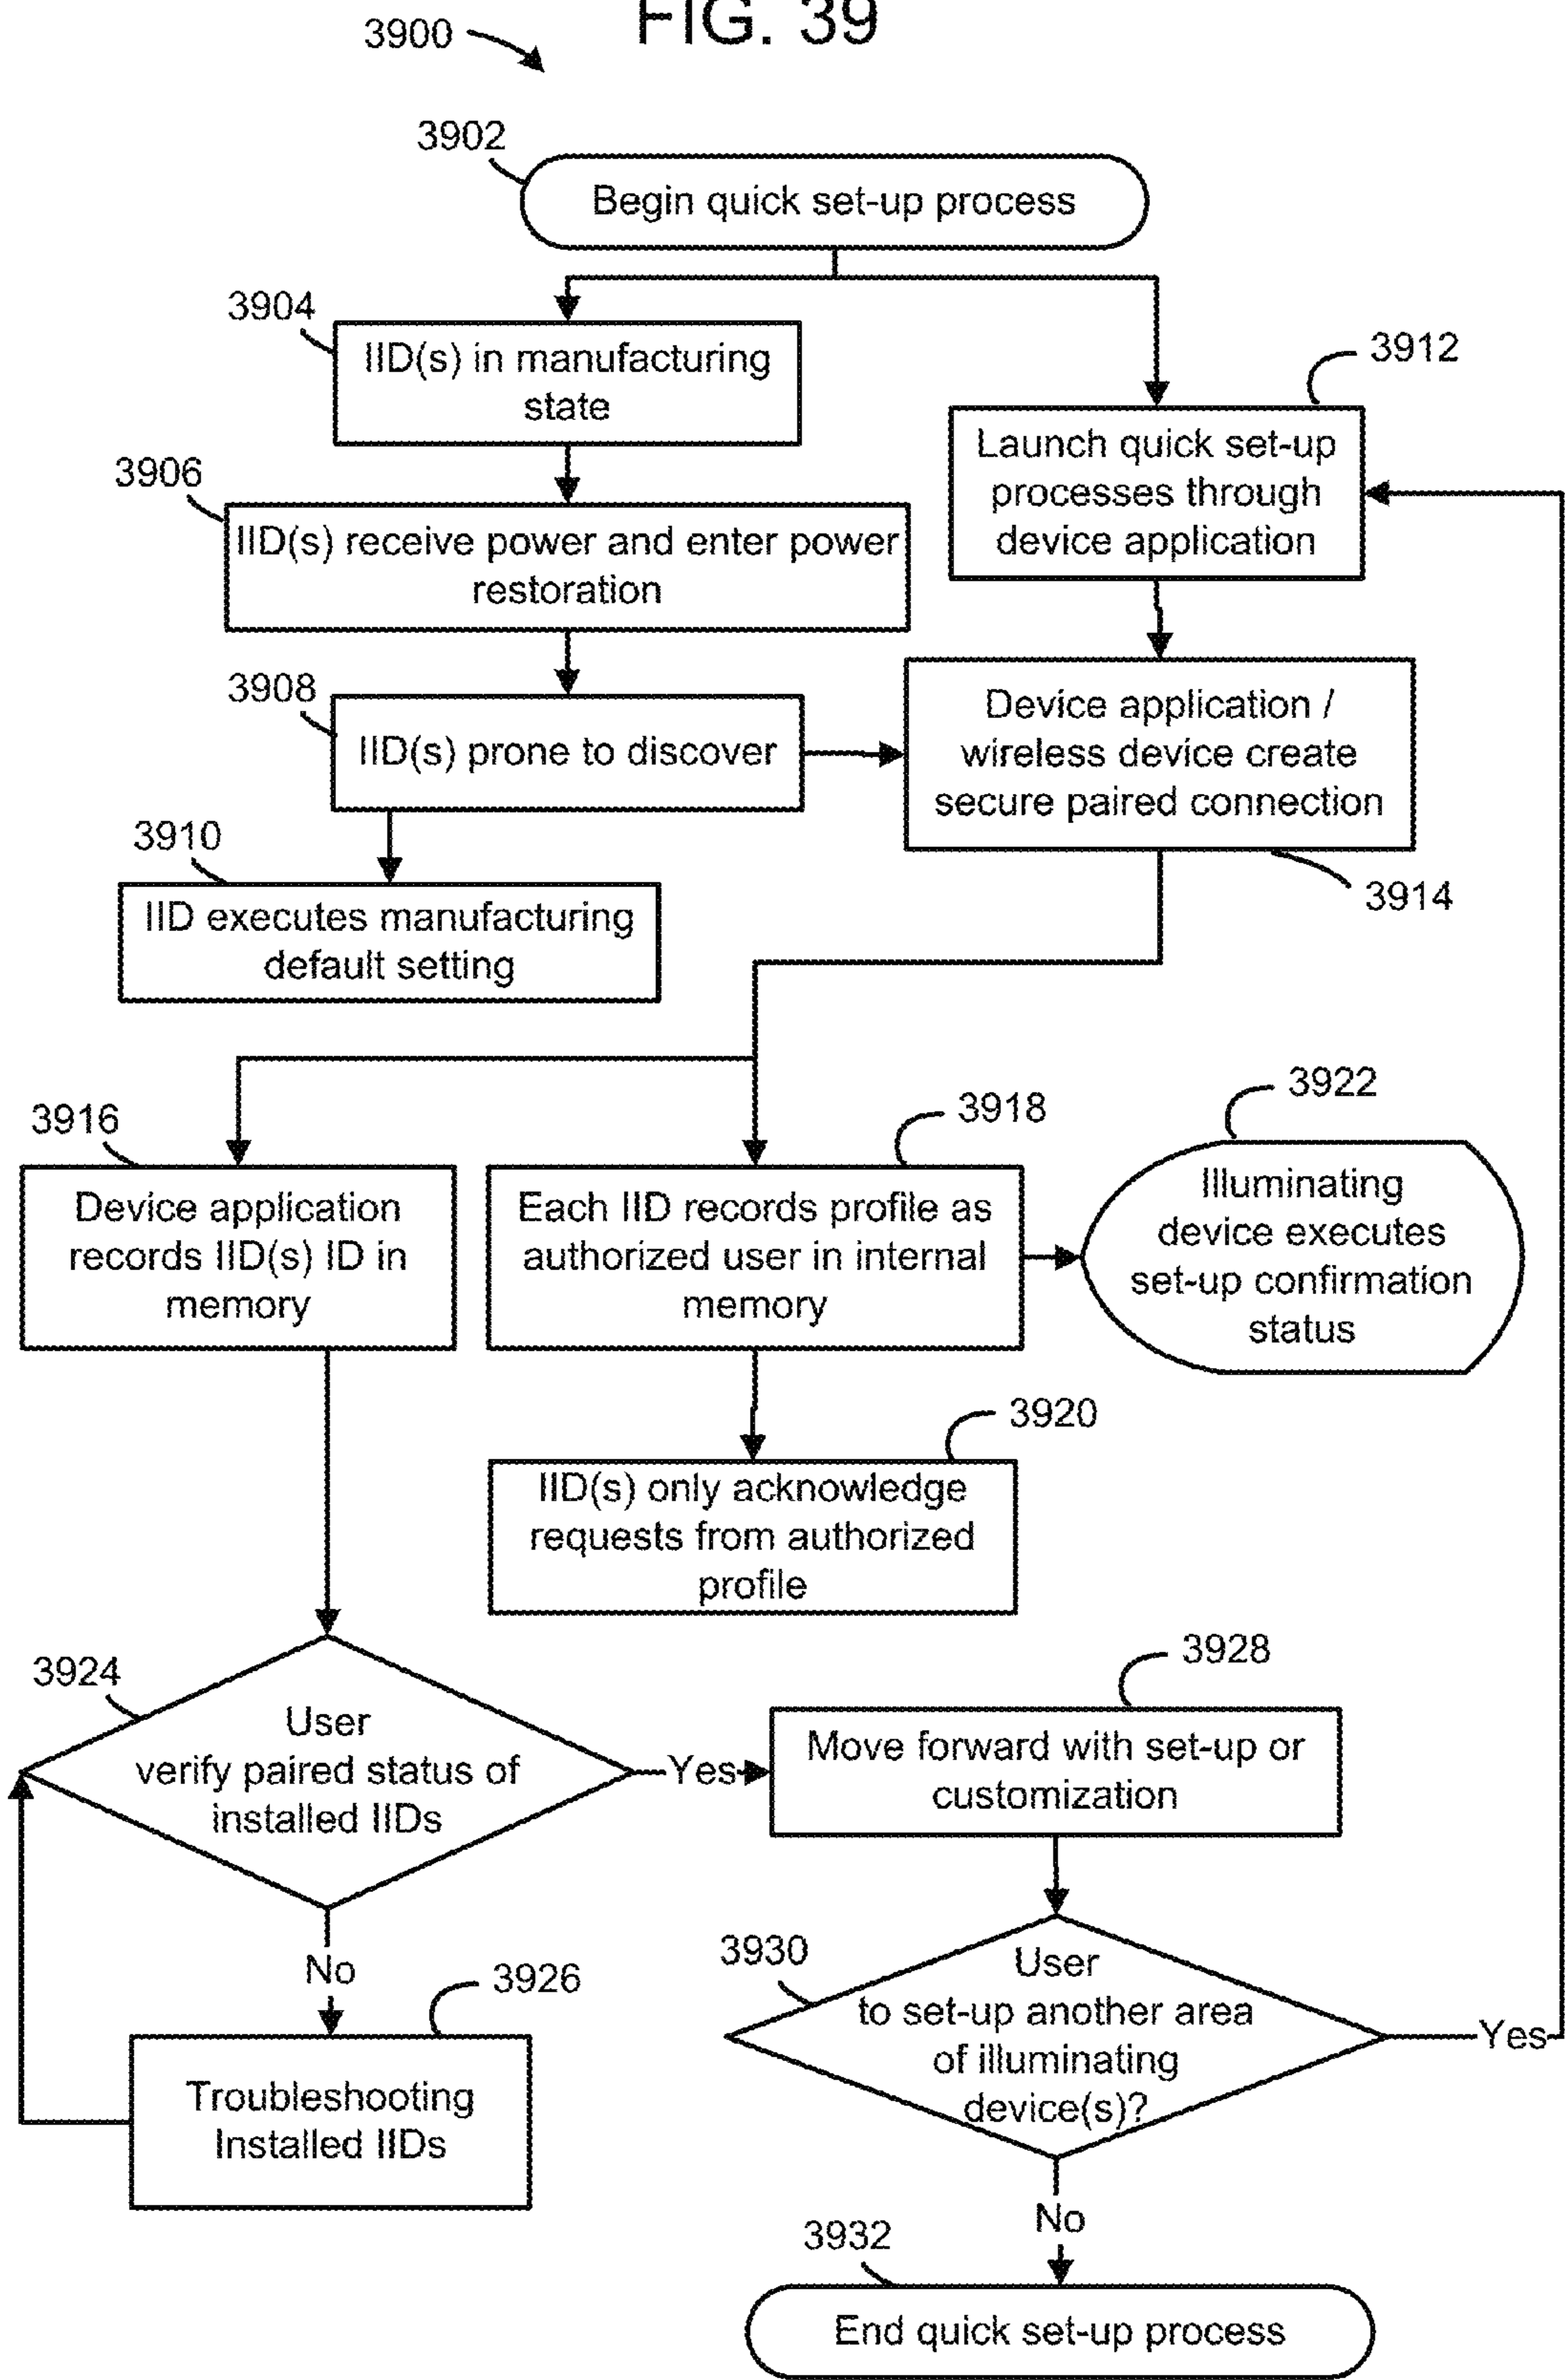 FIG. 39
3900
3902
Begin quick set-up process
3904
IID(s) in manufacturing
state
3912
Launch quick set-up
processes through
device application
3906
IID(s) receive power and enter power
restoration
3908
IID(s) prone to discover
Device application /
wireless device create
secure paired connection
3914
3910
IID executes manufacturing
default setting
3916
Device application
records IID(s) ID in
memory
3918
Each IID records profile as
authorized user in internal
memory
3922
Illuminating
device executes
set-up confirmation
status
3920
IID(s) only acknowledge
requests from authorized
profile
3924
User
verify paired status of
installed IIDs
Yes
3928
Move forward with set-up or
customization
No
3926
Troubleshooting
Installed IIDs
3930
User
to set-up another area
of illuminating
device(s)?
Yes
No
3932
End quick set-up process